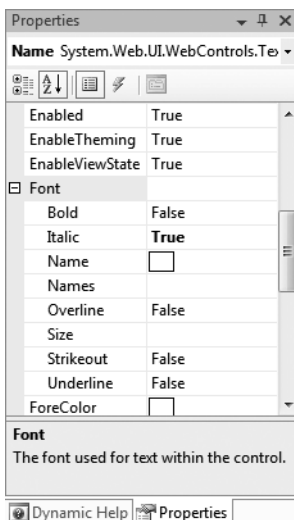 Properties
Name System.Web.UI.WebControls.Te
Enabled True
EnableTheming True
EnableViewState True
Font
Bold False
Italic True
Name
Names
Overline False
Size
Strikeout False
Underline False
ForeColor
Font
The font used for text within the control.
Dynamic Help Properties